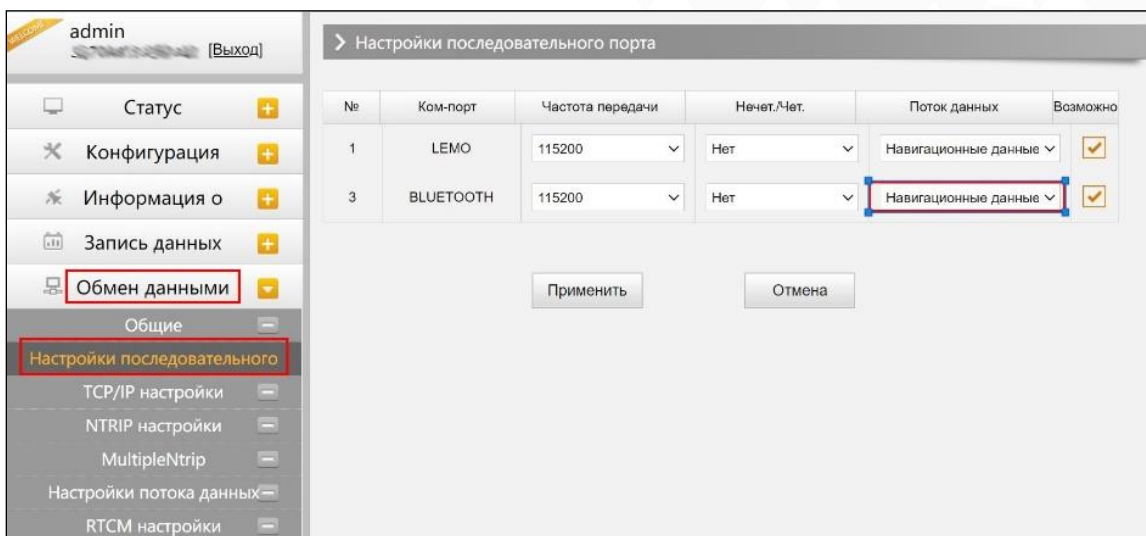 WELCOME
admin
[Выход]
Статус
Конфигурация
Информация о
Запись данных
Обмен данными
Общие
Настройки последовательного
TCP/IP настройки
NTRIP настройки
MultipleNtrip
Настройки потока данных
RTCM настройки
Настройки последовательного порта
№ Ком-порт Частота передачи Нечет./Чет. Поток данных Возможно
1 LEMO 115200 Нет Навигационные данные
3 BLUETOOTH 115200 Нет Навигационные данные
Применить Отмена